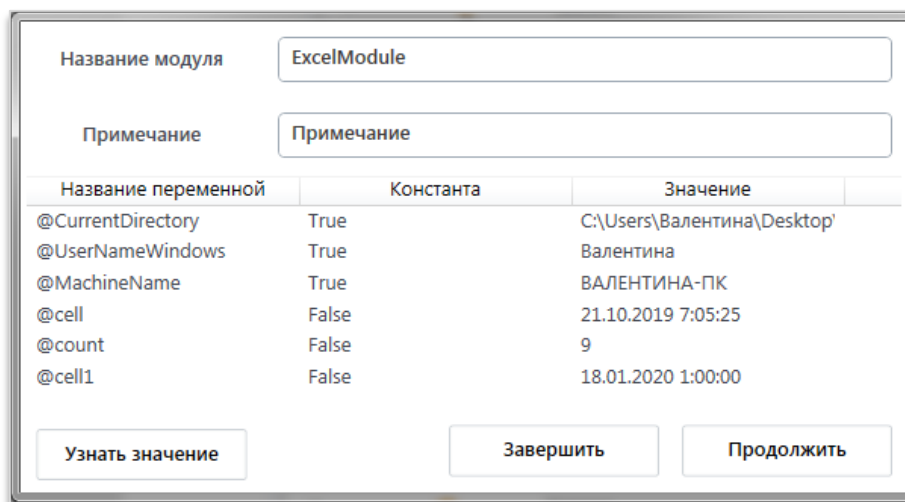 Название модуля ExcelModule
Примечание Примечание
Название переменной Константа Значение
@CurrentDirectory True C:\Users\Валентина\Desktop\
@UserNameWindows True Валентина
@MachineName True ВАЛЕНТИНА-ПК
@cell False 21.10.2019 7:05:25
@count False 9
@cell1 False 18.01.2020 1:00:00
Узнать значение Завершить Продолжить